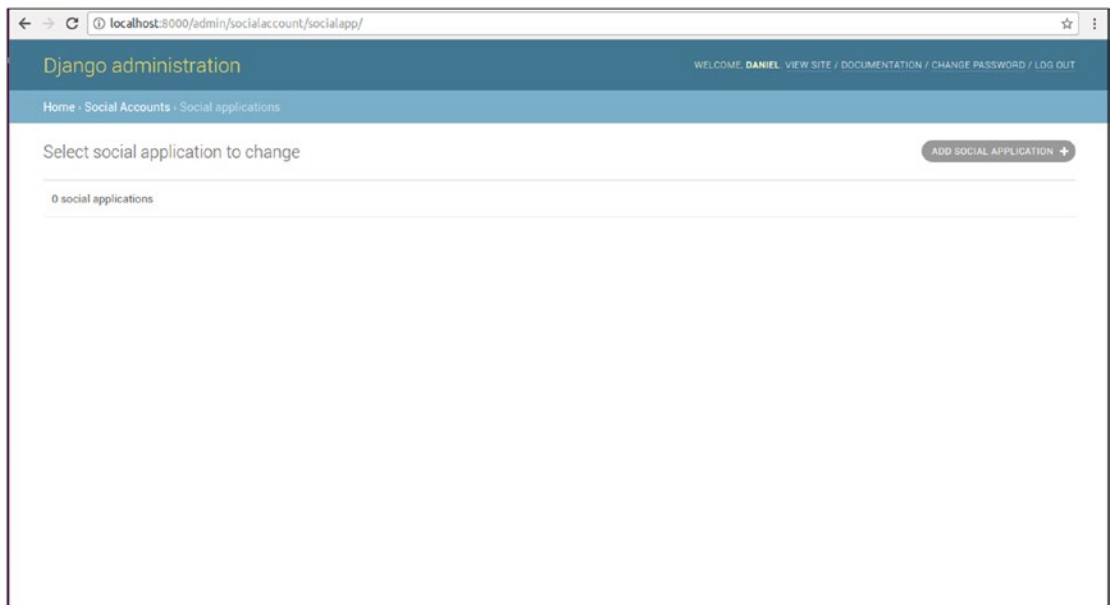 localhost:8000/admin/socialaccount/socialapp/
Django administration
WELCOME, DANIEL. VIEW SITE / DOCUMENTATION / CHANGE PASSWORD / LOG OUT
Home › Social Accounts › Social applications
Select social application to change
ADD SOCIAL APPLICATION +
0 social applications